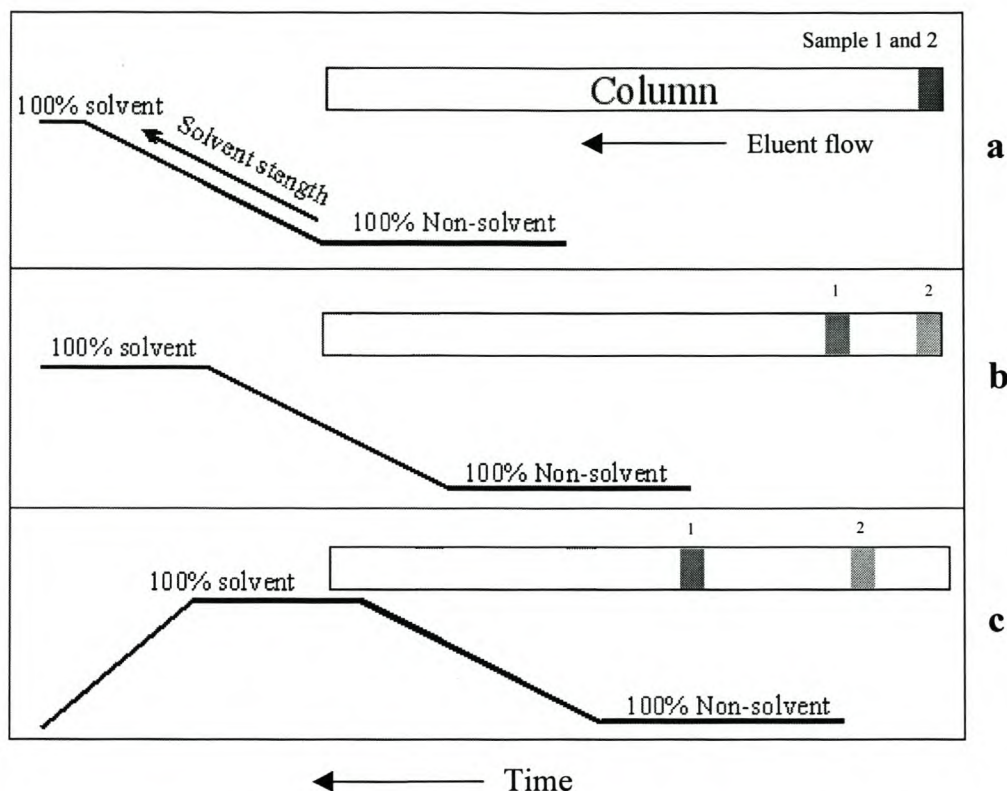 Sample 1 and 2
Column
100% solvent
Solvent stength
Eluent flow
a
100% Non-solvent
1 2
100% solvent
b
100% Non-solvent
1 2
100% solvent
c
100% Non-solvent
Time